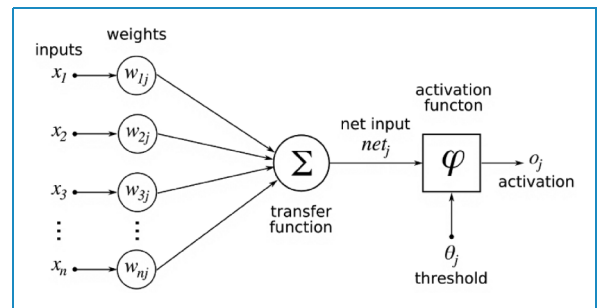 weights
inputs
x1
w1j
x2
w2j
x3
w3j
⋮
⋮
xn
wnj
Σ
transfer
function
net input
netj
activation
functon
φ
oj
activation
θj
threshold